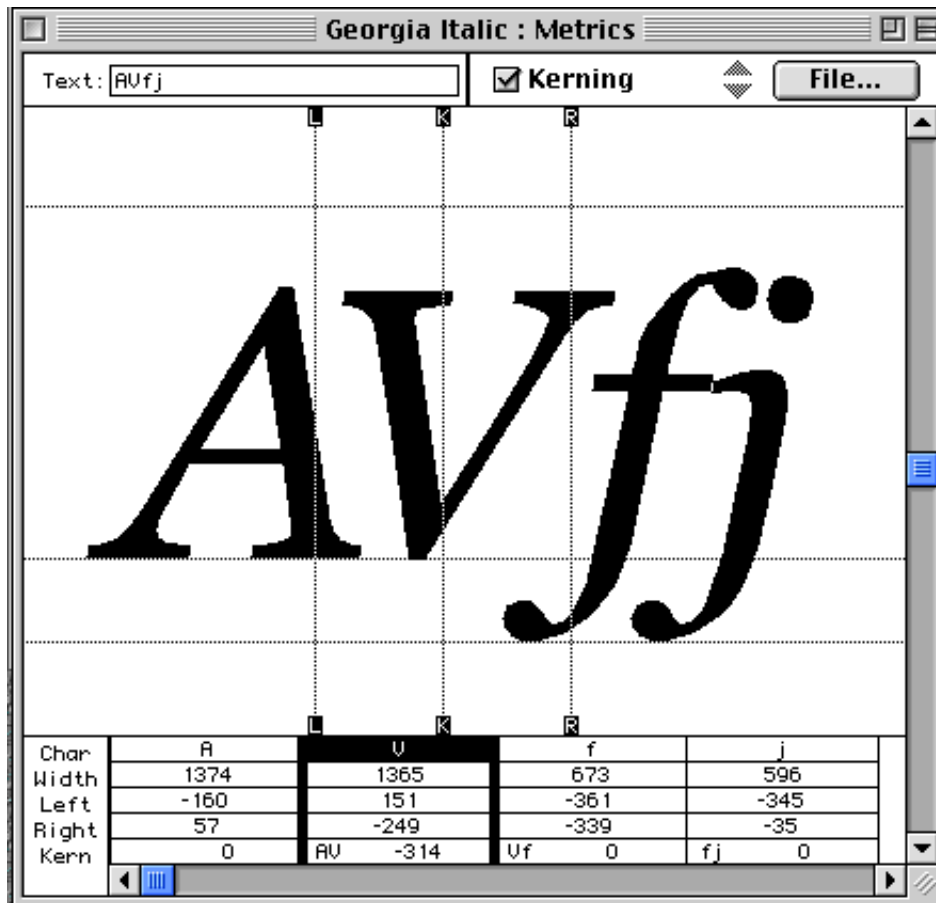 Georgia Italic : Metrics
Text: AVfj Kerning File...
L K R
AVfj
L K R
Char A V f j
Width 1374 1365 673 596
Left -160 151 -361 -345
Right 57 -249 -339 -35
Kern 0 AV -314 Vf 0 fj 0